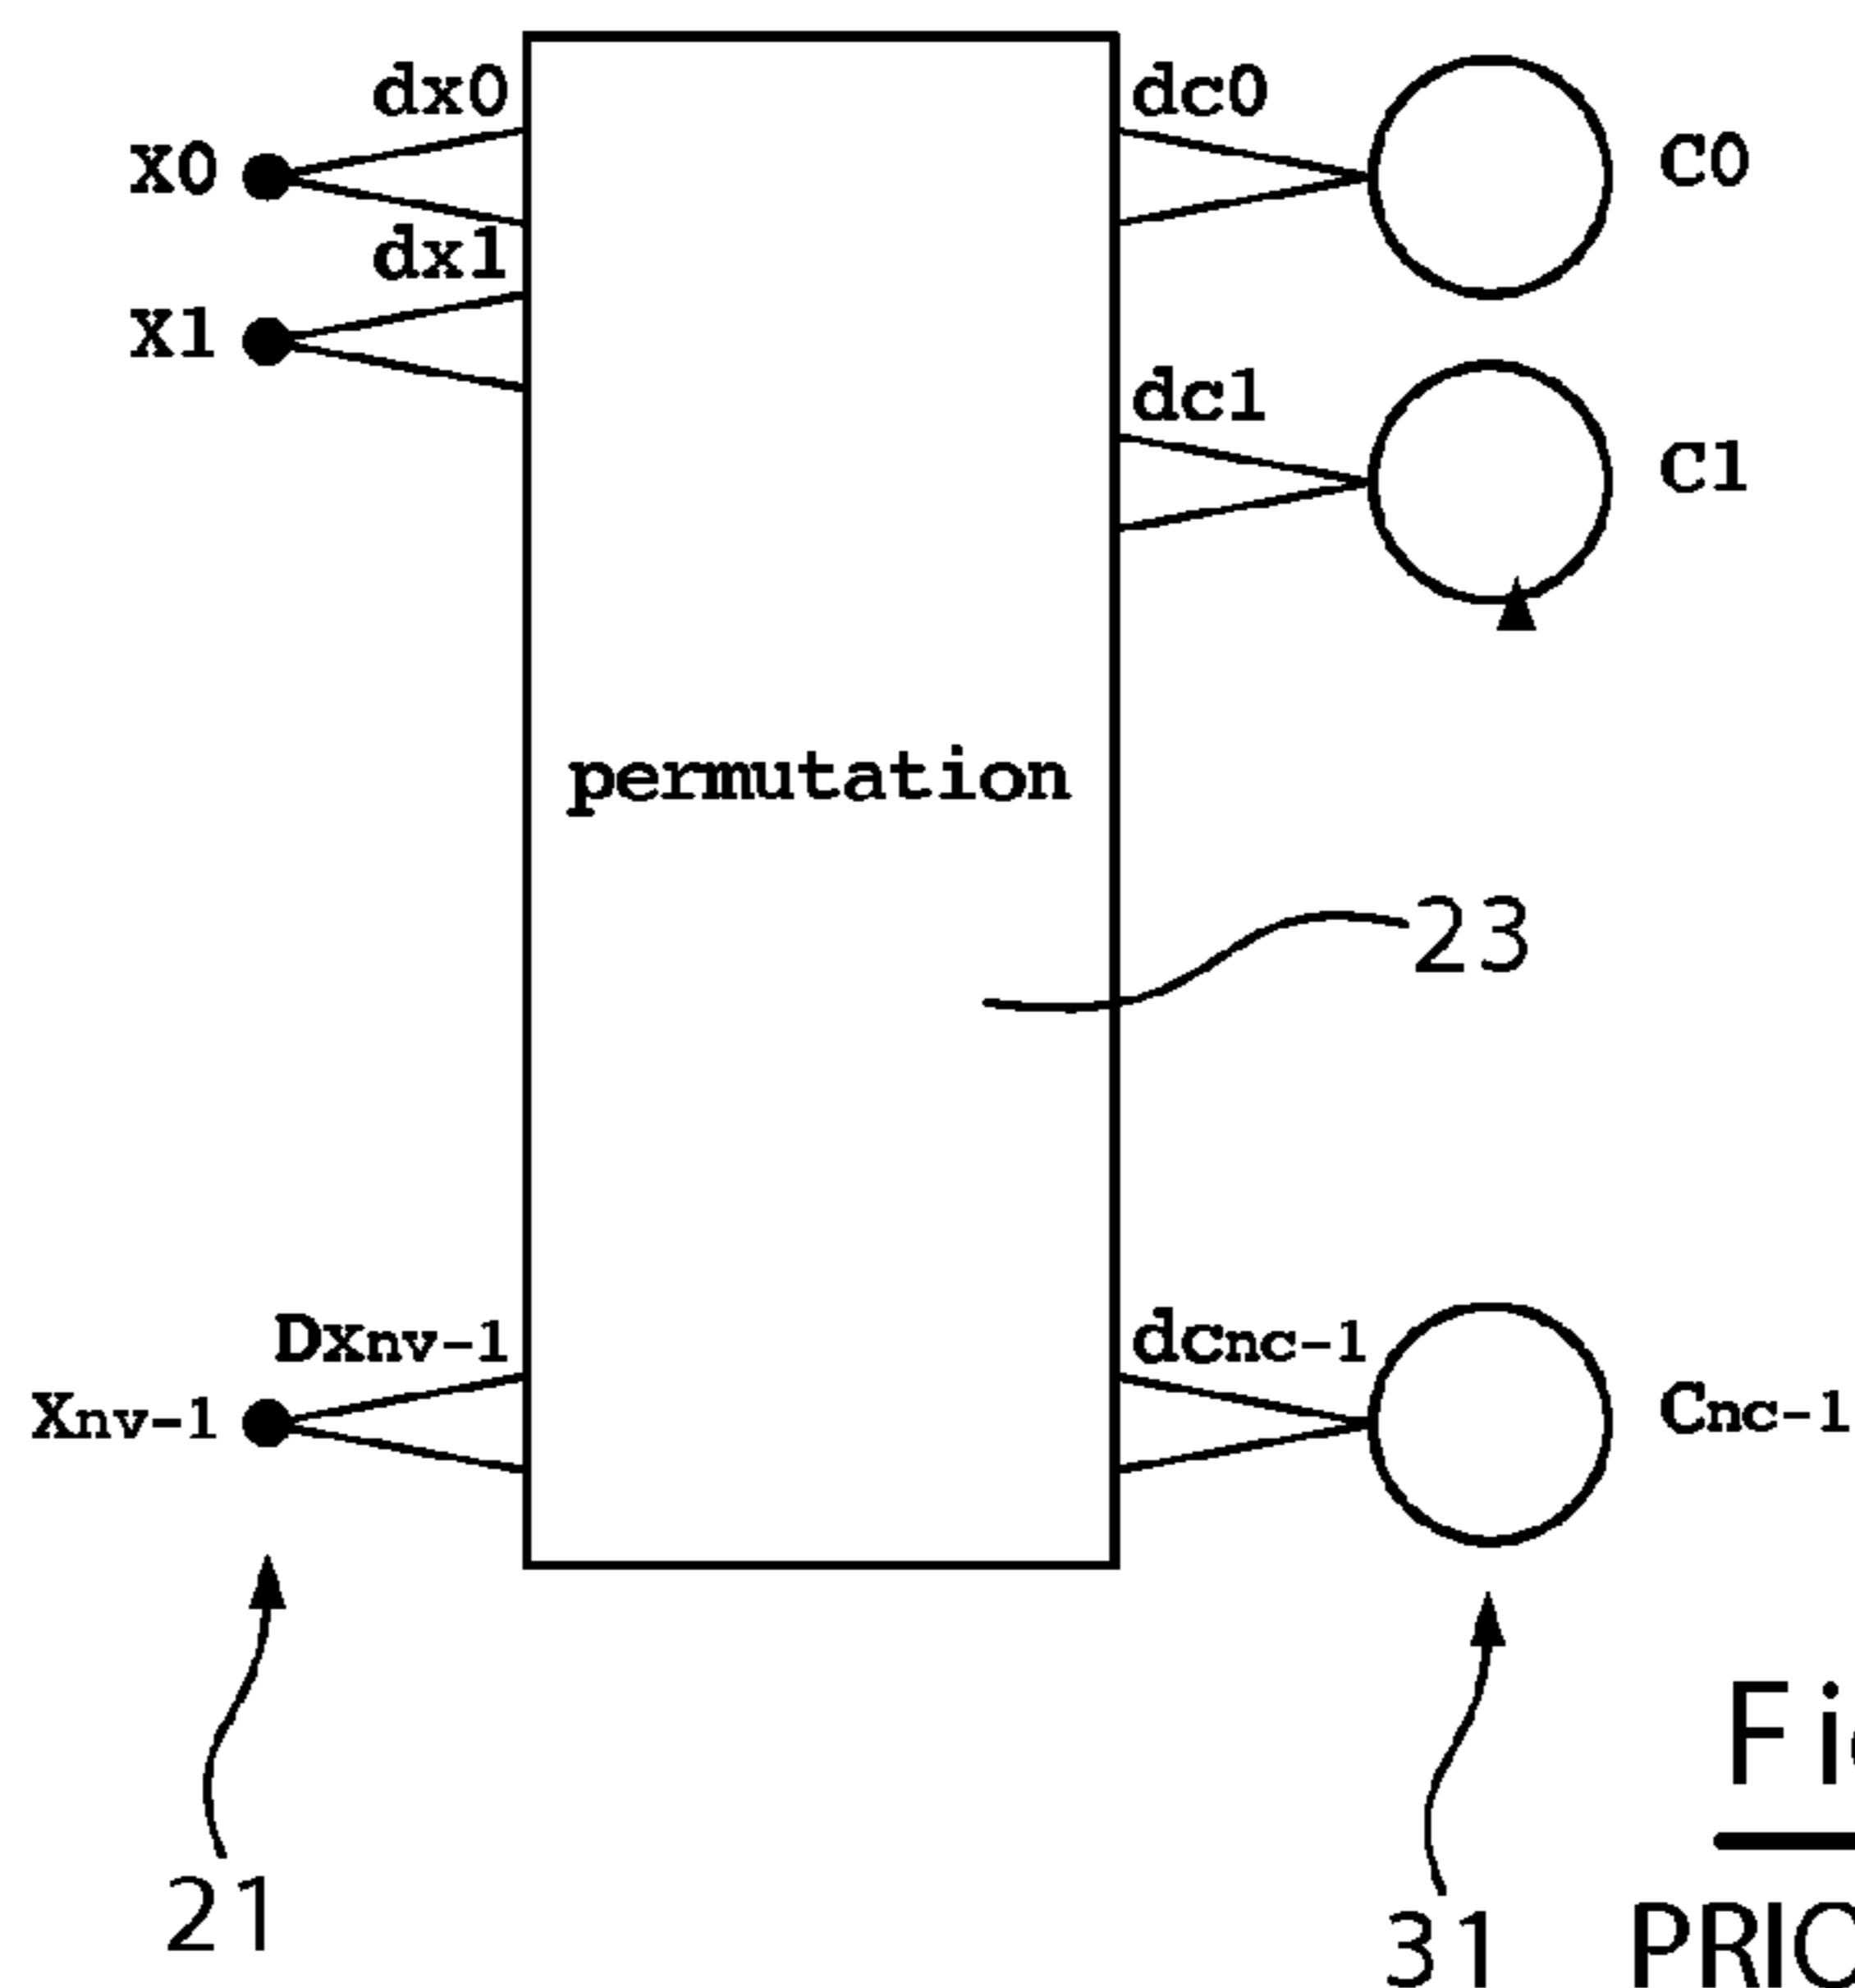 dx0
dc0
X0
C0
dx1
X1
dc1
C1
permutation
23
Dxnv-1
dcnc-1
Xnv-1
Cnc-1
21
31